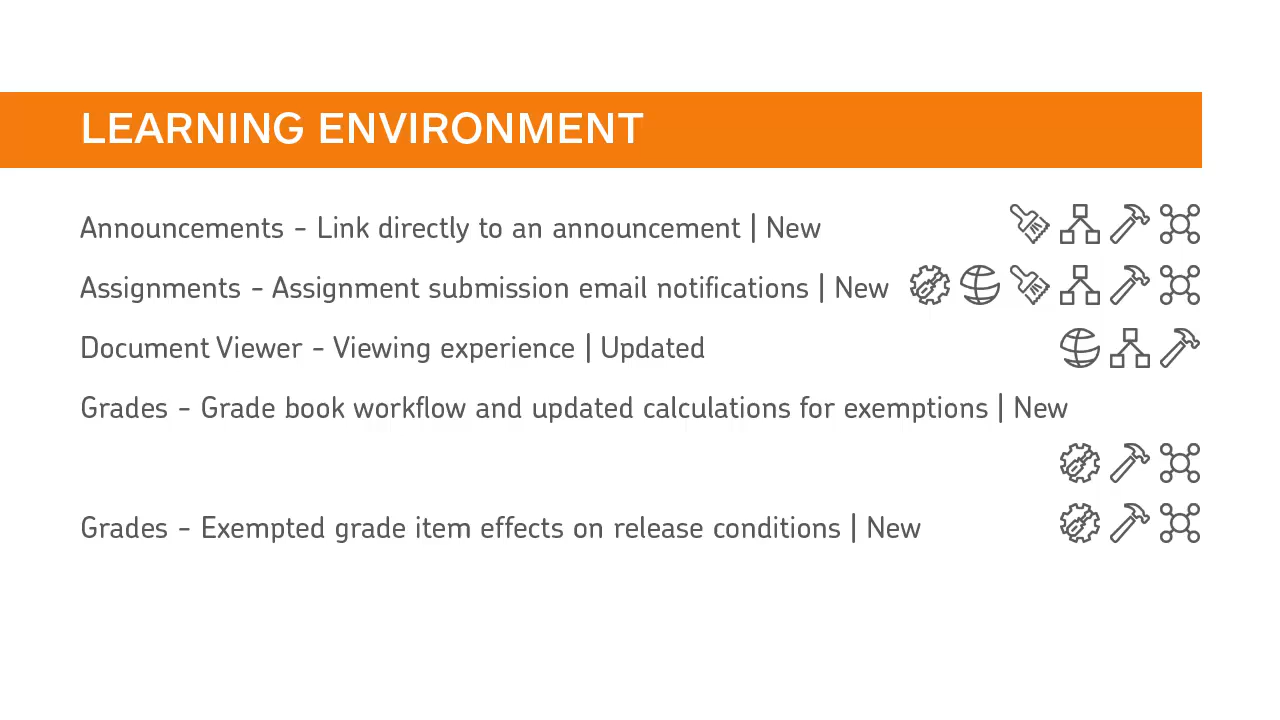 LEARNING ENVIRONMENT
Announcements - Link directly to an announcement | New
Assignments - Assignment submission email notifications | New
Document Viewer - Viewing experience | Updated
Grades - Grade book workflow and updated calculations for exemptions | New
Grades - Exempted grade item effects on release conditions | New